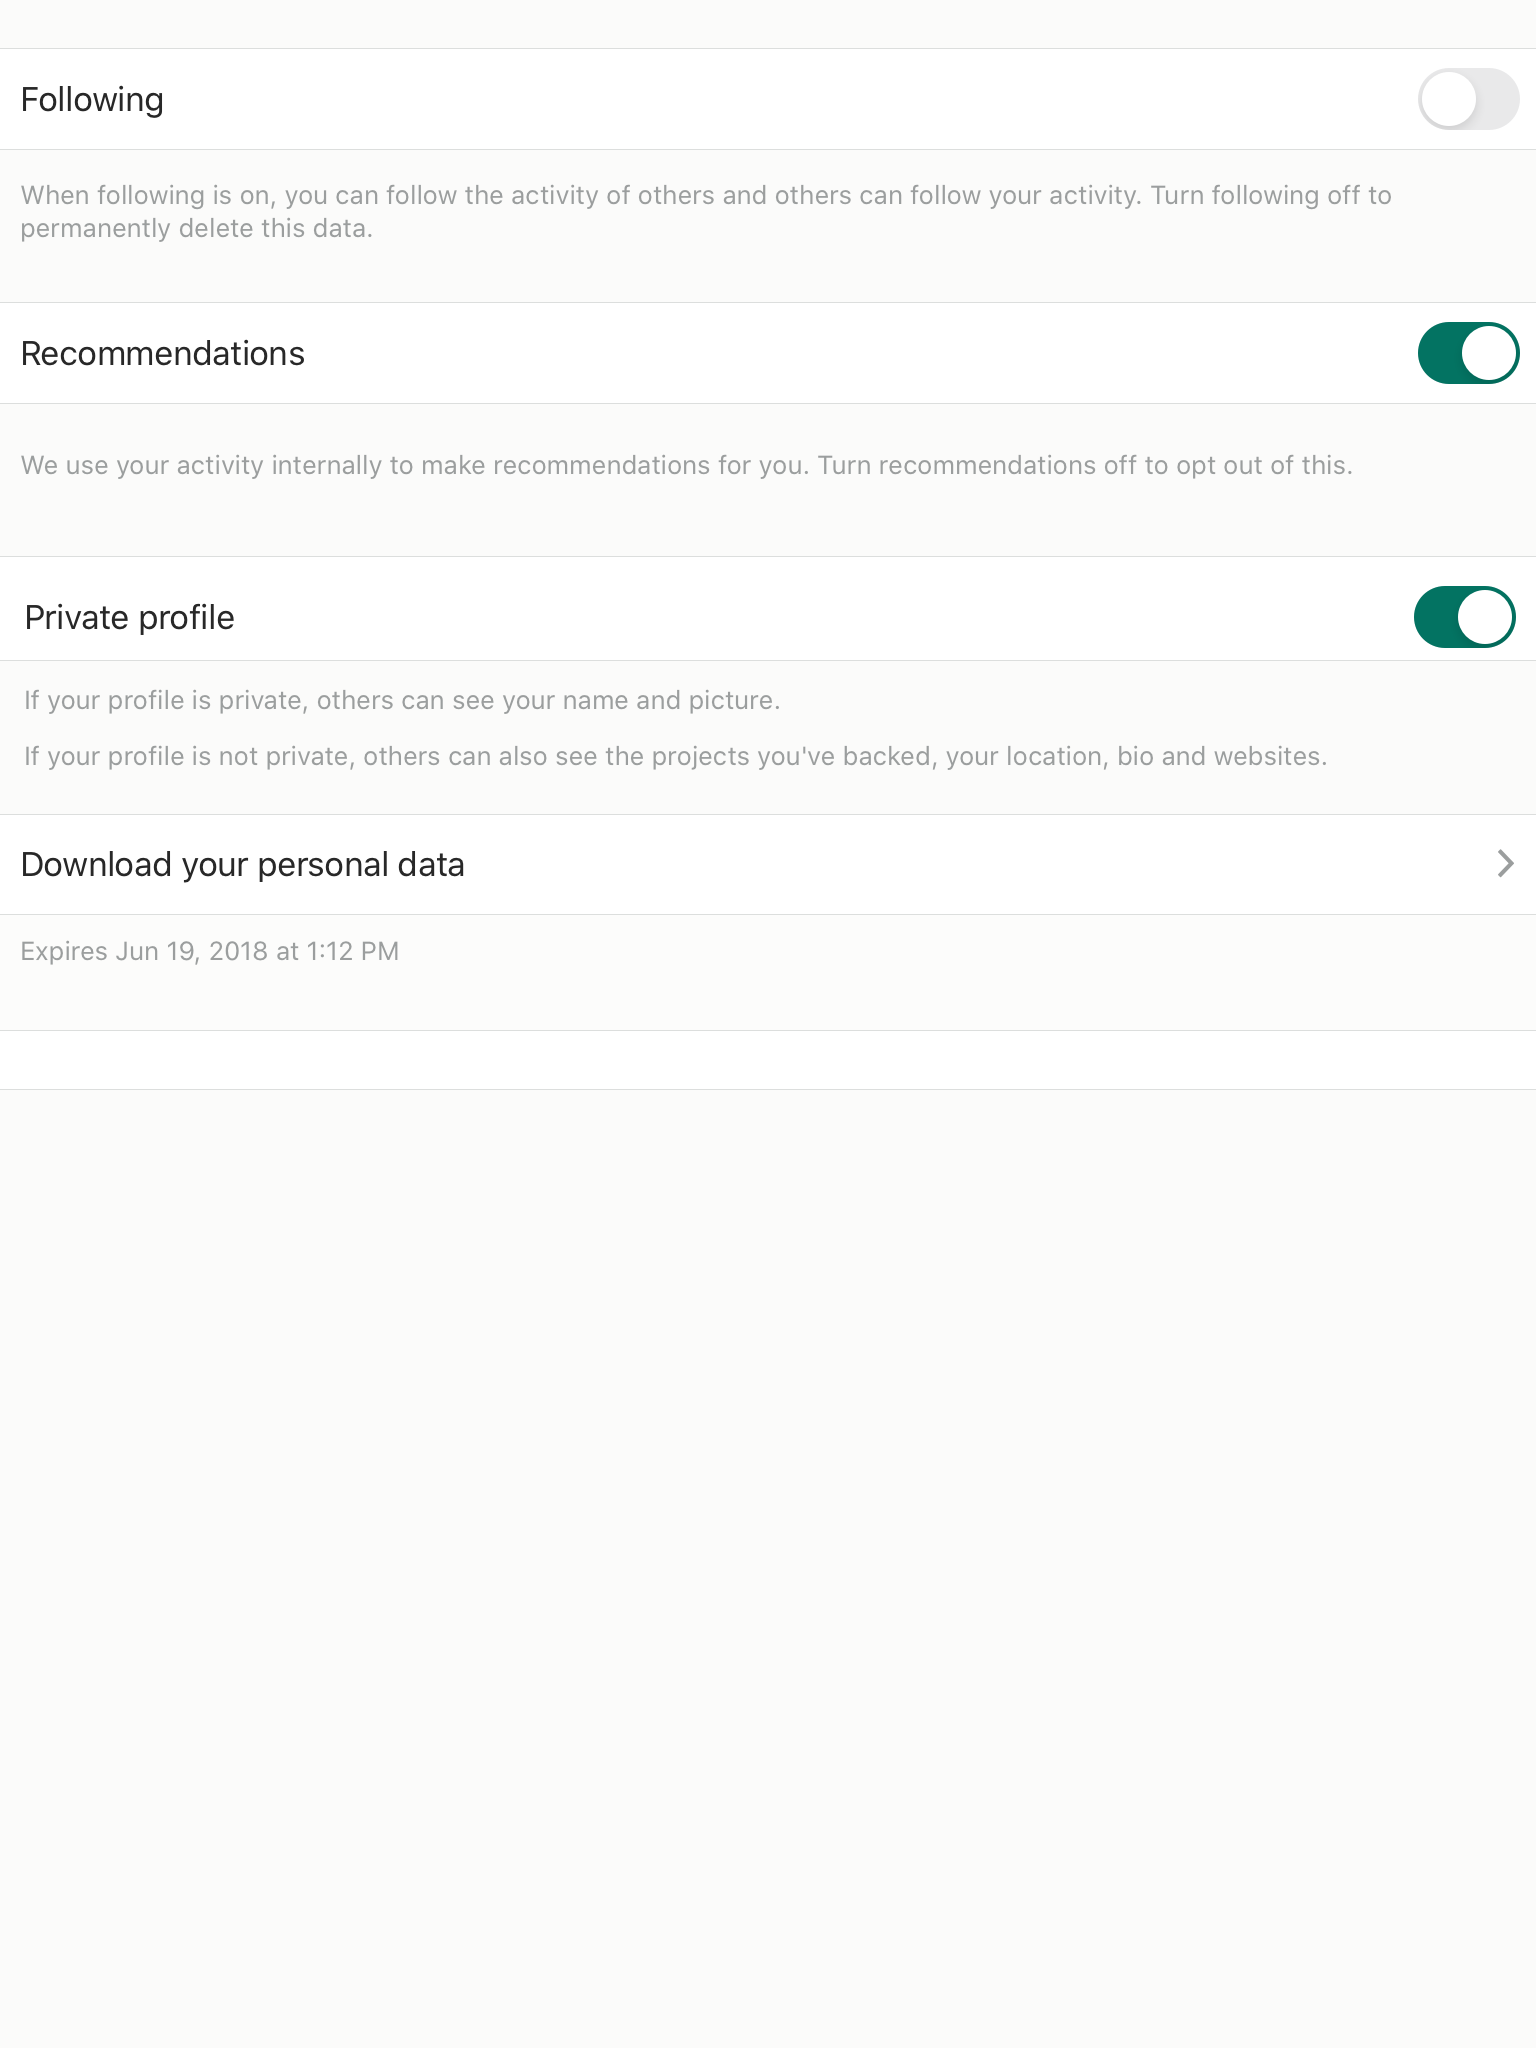 Following
When following is on, you can follow the activity of others and others can follow your activity. Turn following off to
permanently delete this data.
Recommendations
We use your activity internally to make recommendations for you. Turn recommendations off to opt out of this.
Private profile
If your profile is private, others can see your name and picture.
If your profile is not private, others can also see the projects you've backed, your location, bio and websites.
Download your personal data
Expires Jun 19, 2018 at 1:12 PM